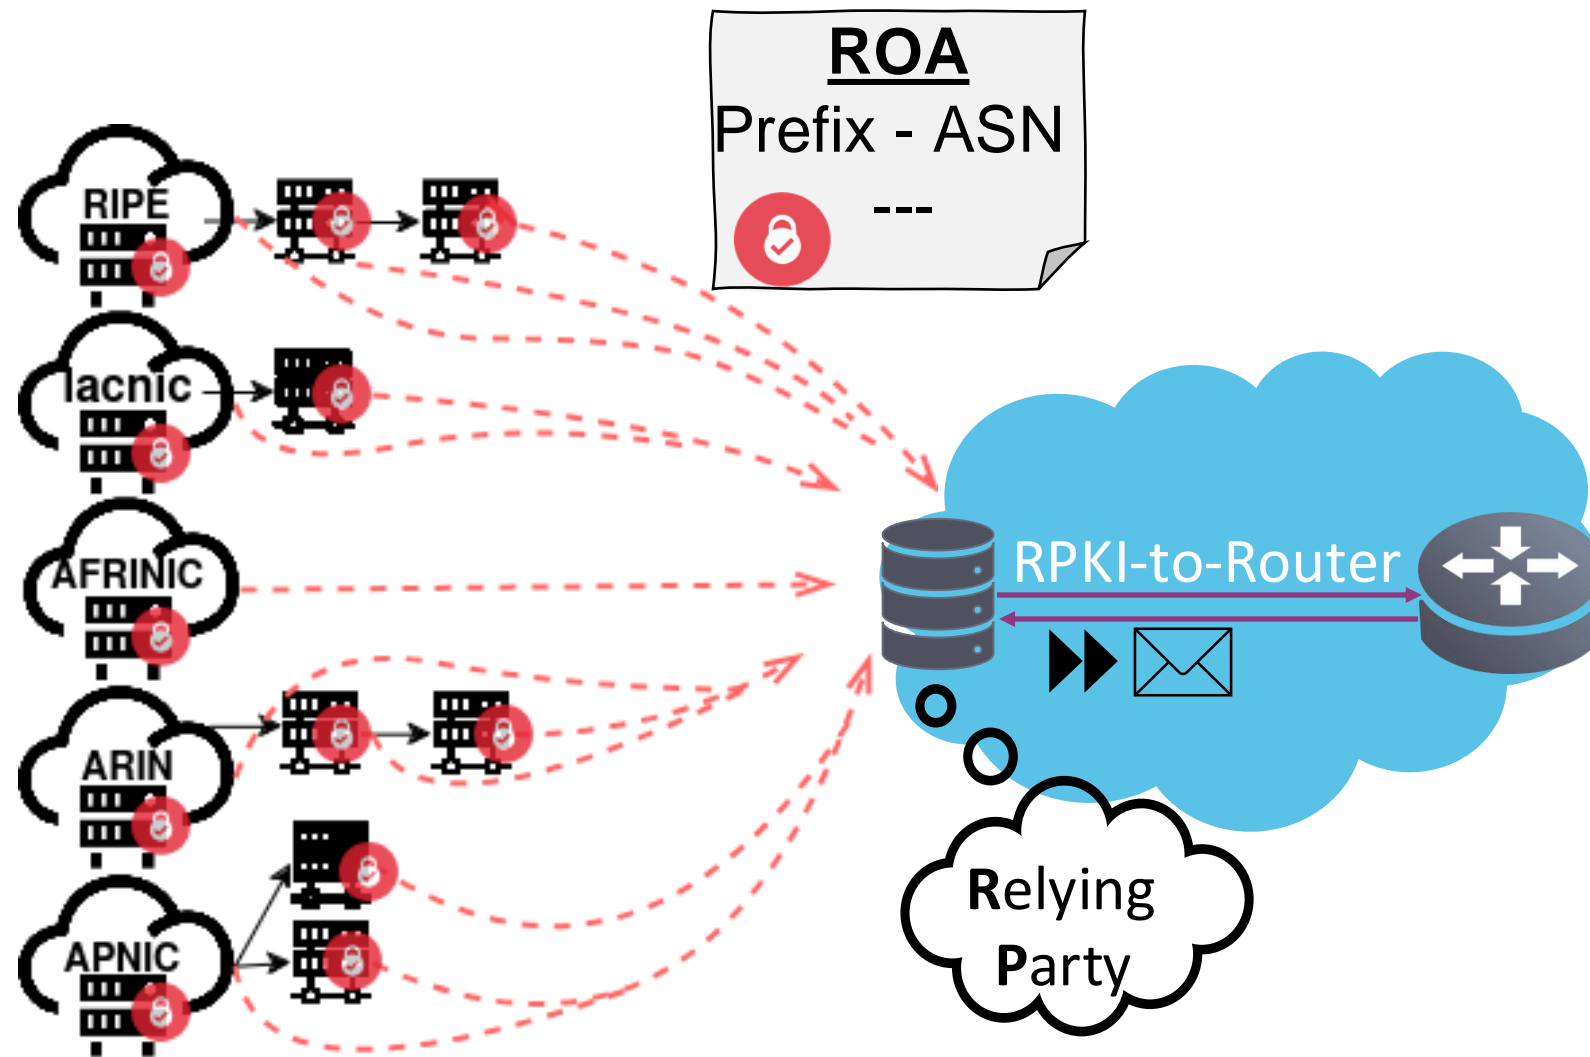 ROA
Prefix - ASN
---
RIPE
lacnic
AFRINIC
ARIN
APNIC
RPKI-to-Router
Relying
Party